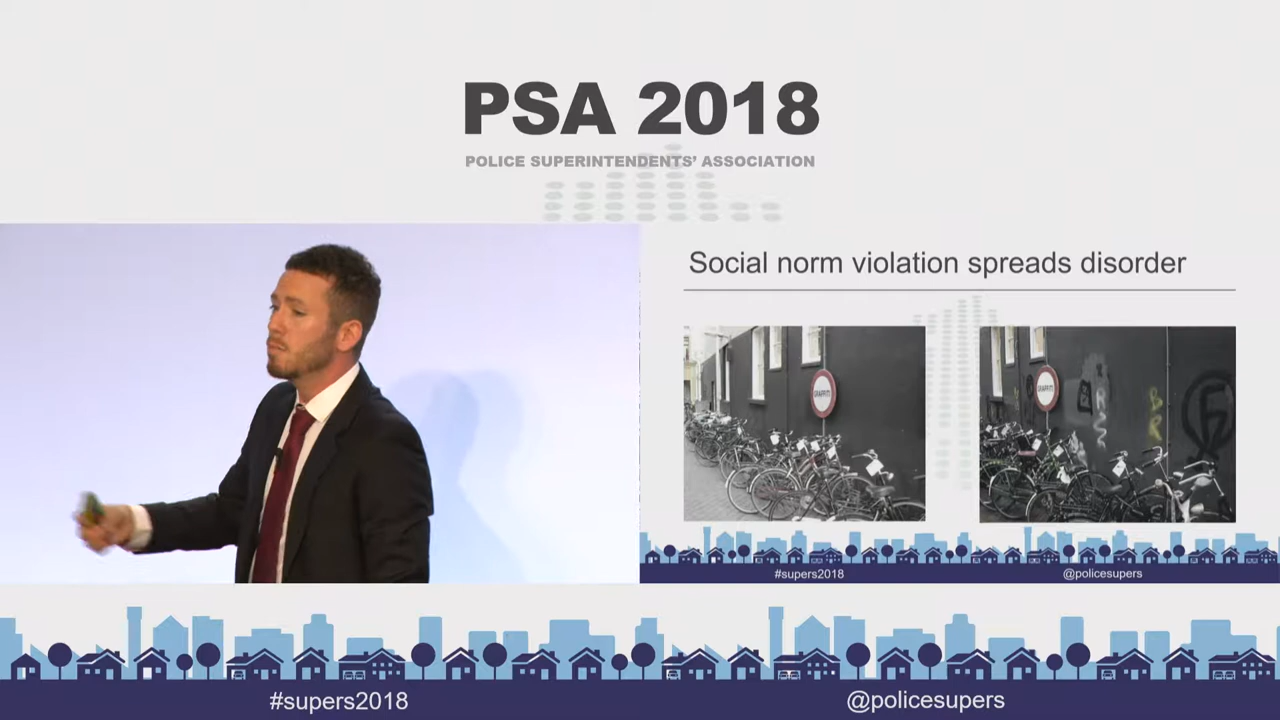 PSA 2018
POLICE SUPERINTENDENTS' ASSOCIATION
Social norm violation spreads disorder
GRAFFITI
GRAFFITI
#supers2018
@policesupers
#supers2018
@policesupers